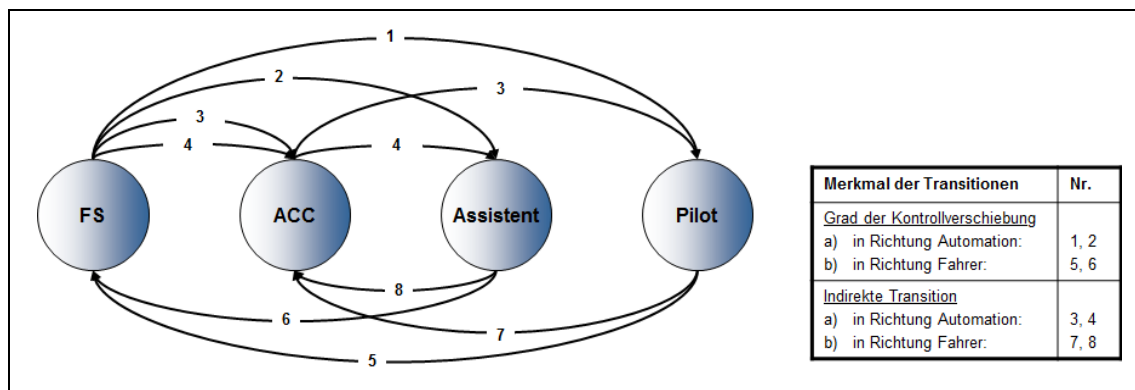 1
2
3
3
4
4
FS
ACC
Assistent
Pilot
8
6
7
5
Merkmal der Transitionen Nr.
Grad der Kontrollverschiebung
a) in Richtung Automation: 1, 2
b) in Richtung Fahrer: 5, 6
Indirekte Transition
a) in Richtung Automation: 3, 4
b) in Richtung Fahrer: 7, 8